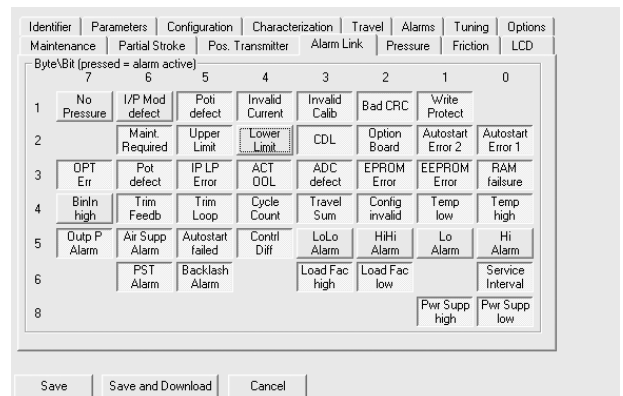 Identifier Parameters Configuration Characterization Travel Alarms Tuning Options
Maintenance Partial Stroke Pos. Transmitter Alarm Link Pressure Friction LCD
Byte\Bit (pressed = alarm active)
7 6 5 4 3 2 1 0
1 No Pressure I/P Mod defect Poti defect Invalid Current Invalid Calib Bad CRC Write Protect
2 Maint. Required Upper Limit Lower Limit CDL Option Board Autostart Error 2 Autostart Error 1
3 OPT Err Pot defect IP LP Error ACT OOL ADC defect EPROM Error EEPROM Error RAM failsure
4 BinIn high Trim Feedb Trim Loop Cycle Count Travel Sum Config invalid Temp low Temp high
5 Outp P Alarm Air Supp Alarm Autostart failed Contrl Diff LoLo Alarm HiHi Alarm Lo Alarm Hi Alarm
6 PST Alarm Backlash Alarm Load Fac high Load Fac low Service Interval
8 Pwr Supp high Pwr Supp low
Save Save and Download Cancel